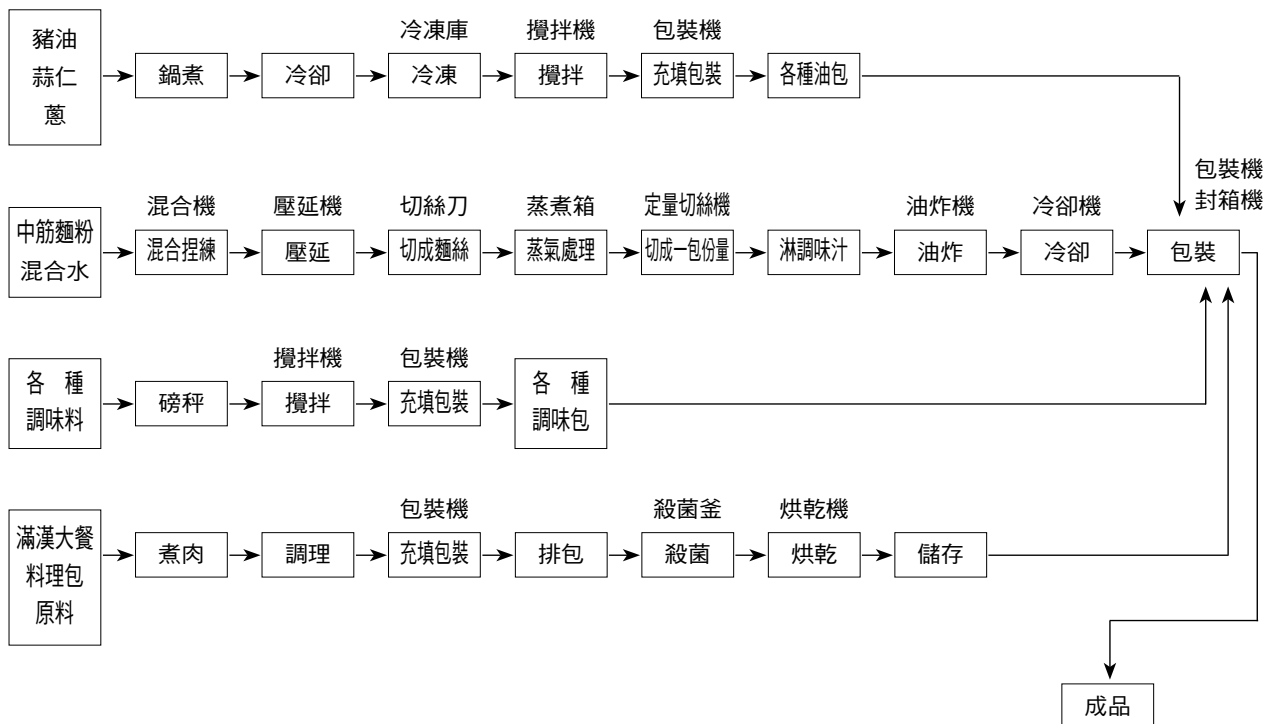 豬油
蒜仁
蔥
鍋煮
冷卻
冷凍庫
冷凍
攪拌機
攪拌
包裝機
充填包裝
各種油包
中筋麵粉
混合水
混合機
混合捏練
壓延機
壓延
切絲刀
切成麵絲
蒸煮箱
蒸氣處理
定量切絲機
切成一包份量
淋調味汁
油炸機
油炸
冷卻機
冷卻
包裝機
封箱機
包裝
各 種
調味料
磅秤
攪拌機
攪拌
包裝機
充填包裝
各 種
調味包
滿漢大餐
料理包
原料
煮肉
調理
包裝機
充填包裝
排包
殺菌釜
殺菌
烘乾機
烘乾
儲存
成品